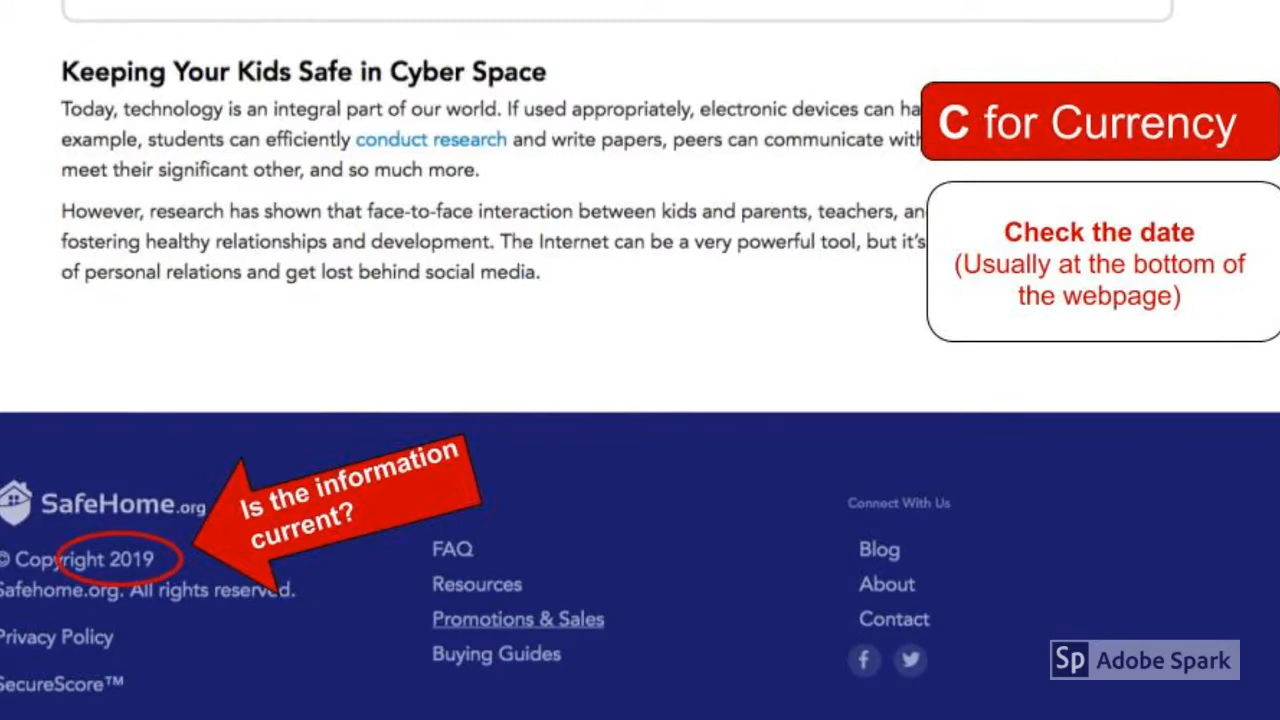 Keeping Your Kids Safe in Cyber Space
Today, technology is an integral part of our world. If used appropriately, electronic devices can ha
example, students can efficiently conduct research and write papers, peers can communicate with
meet their significant other, and so much more.
However, research has shown that face-to-face interaction between kids and parents, teachers, an
fostering healthy relationships and development. The Internet can be a very powerful tool, but it's
of personal relations and get lost behind social media.
C for Currency
Check the date
(Usually at the bottom of
the webpage)
Is the information
current?
SafeHome.org
© Copyright 2019
Safehome.org. All rights reserved.
Privacy Policy
SecureScore™
FAQ
Resources
Promotions & Sales
Buying Guides
Connect With Us
Blog
About
Contact
Sp Adobe Spark